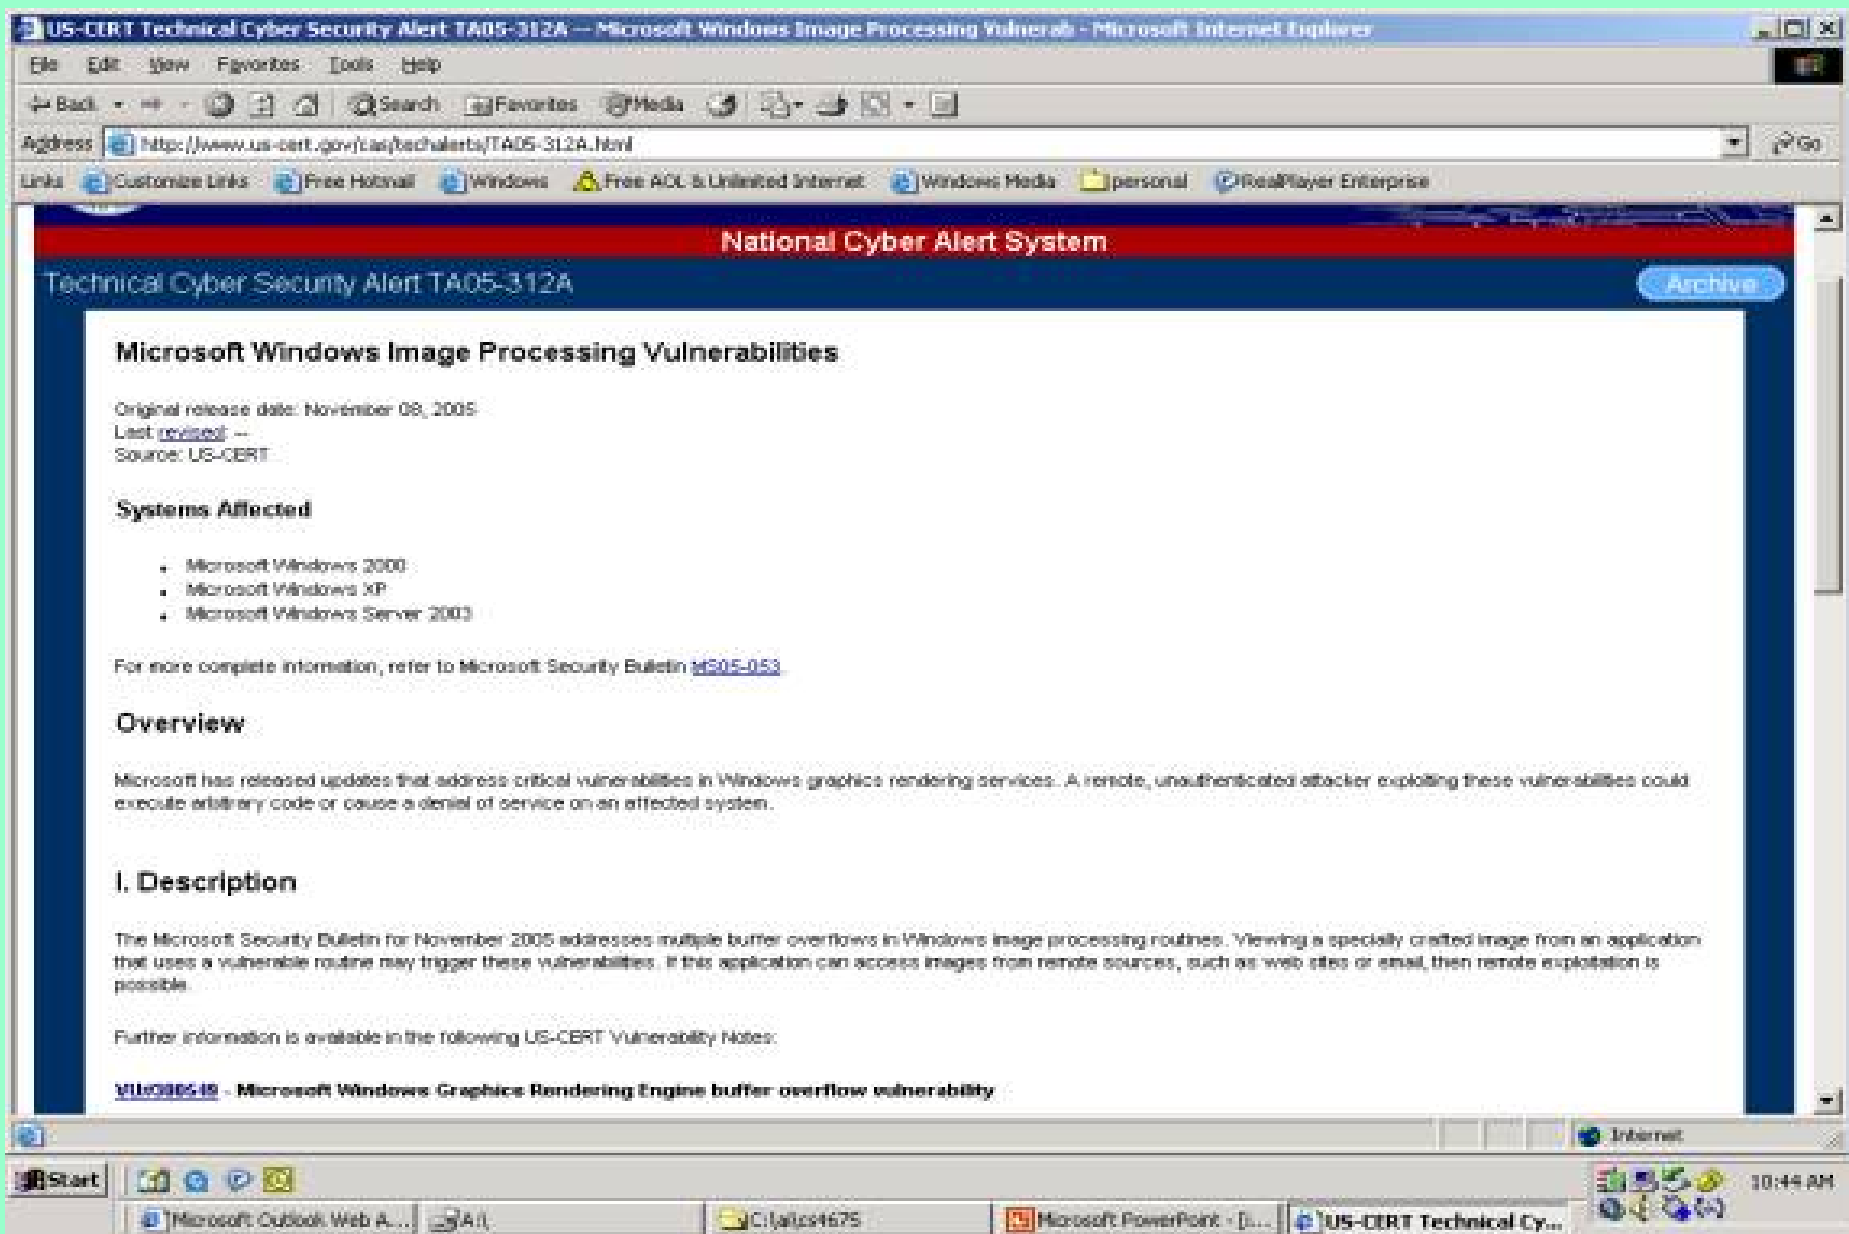 US-CERT Technical Cyber Security Alert TA05-312A -- Microsoft Windows Image Processing Vulnerab - Microsoft Internet Explorer
File Edit View Favorites Tools Help
Back Search Favorites Media
Address http://www.us-cert.gov/cas/techalerts/TA05-312A.html Go
Links Customize Links Free Hotmail Windows Free AOL & Unlimited Internet Windows Media personal RealPlayer Enterprise
National Cyber Alert System
Technical Cyber Security Alert TA05-312A Archive
Microsoft Windows Image Processing Vulnerabilities
Original release date: November 08, 2005
Last revised: --
Source: US-CERT
Systems Affected
• Microsoft Windows 2000
• Microsoft Windows XP
• Microsoft Windows Server 2003
For more complete information, refer to Microsoft Security Bulletin MS05-053.
Overview
Microsoft has released updates that address critical vulnerabilities in Windows graphics rendering services. A remote, unauthenticated attacker exploiting these vulnerabilities could
execute arbitrary code or cause a denial of service on an affected system.
I. Description
The Microsoft Security Bulletin for November 2005 addresses multiple buffer overflows in Windows image processing routines. Viewing a specially crafted image from an application
that uses a vulnerable routine may trigger these vulnerabilities. If this application can access images from remote sources, such as web sites or email, then remote exploitation is
possible.
Further information is available in the following US-CERT Vulnerability Notes:
VU#300549 - Microsoft Windows Graphics Rendering Engine buffer overflow vulnerability
Internet
Start 10:44 AM
Microsoft Outlook Web A... A:\ Microsoft PowerPoint - [... US-CERT Technical Cy...